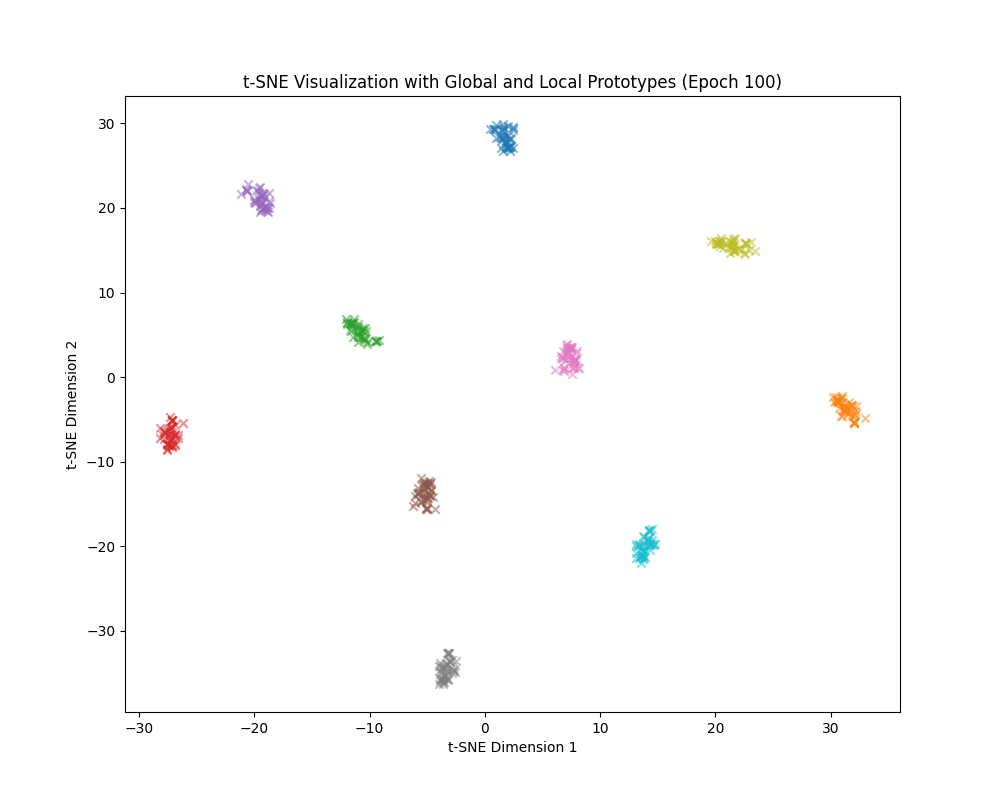 t-SNE Visualization with Global and Local Prototypes (Epoch 100)
30
20
10
0
−10
−20
−30
t-SNE Dimension 2
−30 −20 −10 0 10 20 30
t-SNE Dimension 1